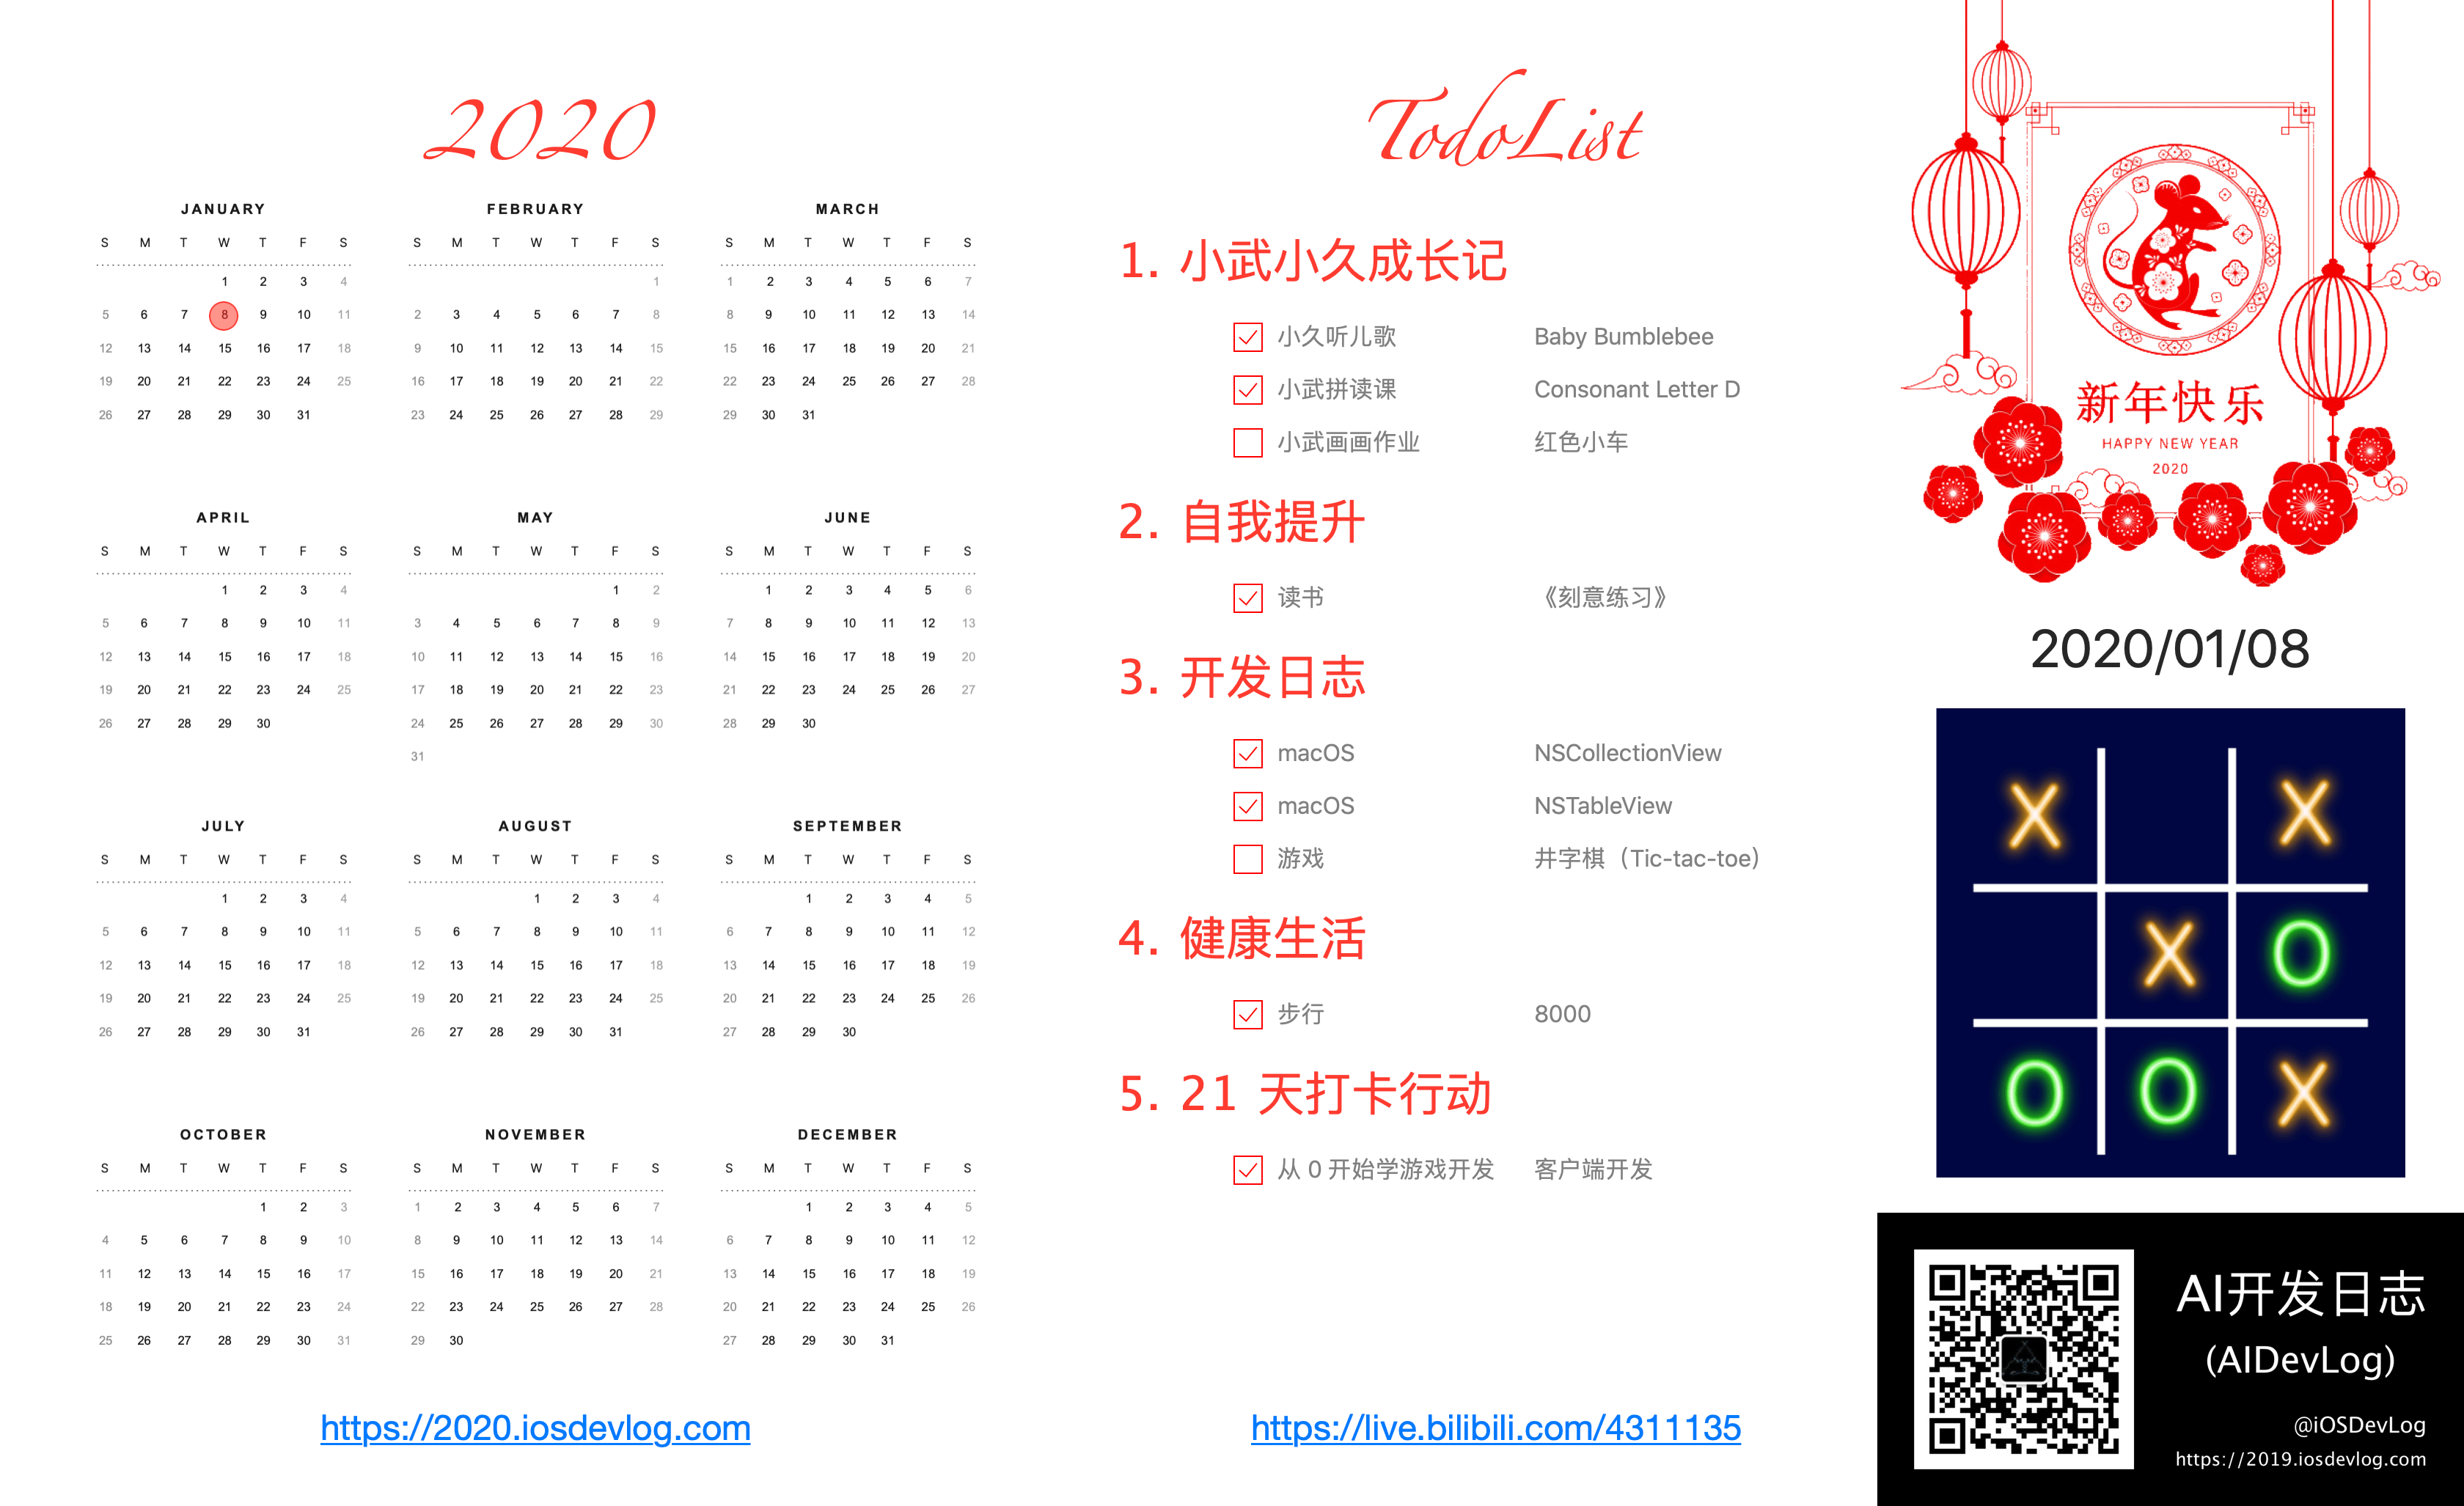 2020
JANUARY
S M T W T F S
1 2 3 4
5 6 7 8 9 10 11
12 13 14 15 16 17 18
19 20 21 22 23 24 25
26 27 28 29 30 31
FEBRUARY
S M T W T F S
1
2 3 4 5 6 7 8
9 10 11 12 13 14 15
16 17 18 19 20 21 22
23 24 25 26 27 28 29
MARCH
S M T W T F S
1 2 3 4 5 6 7
8 9 10 11 12 13 14
15 16 17 18 19 20 21
22 23 24 25 26 27 28
29 30 31
APRIL
S M T W T F S
1 2 3 4
5 6 7 8 9 10 11
12 13 14 15 16 17 18
19 20 21 22 23 24 25
26 27 28 29 30
MAY
S M T W T F S
1 2
3 4 5 6 7 8 9
10 11 12 13 14 15 16
17 18 19 20 21 22 23
24 25 26 27 28 29 30
31
JUNE
S M T W T F S
1 2 3 4 5 6
7 8 9 10 11 12 13
14 15 16 17 18 19 20
21 22 23 24 25 26 27
28 29 30
JULY
S M T W T F S
1 2 3 4
5 6 7 8 9 10 11
12 13 14 15 16 17 18
19 20 21 22 23 24 25
26 27 28 29 30 31
AUGUST
S M T W T F S
1 2 3 4
5 6 7 8 9 10 11
12 13 14 15 16 17 18
19 20 21 22 23 24 25
26 27 28 29 30 31
SEPTEMBER
S M T W T F S
1 2 3 4 5
6 7 8 9 10 11 12
13 14 15 16 17 18 19
20 21 22 23 24 25 26
27 28 29 30
OCTOBER
S M T W T F S
1 2 3
4 5 6 7 8 9 10
11 12 13 14 15 16 17
18 19 20 21 22 23 24
25 26 27 28 29 30 31
NOVEMBER
S M T W T F S
1 2 3 4 5 6 7
8 9 10 11 12 13 14
15 16 17 18 19 20 21
22 23 24 25 26 27 28
29 30
DECEMBER
S M T W T F S
1 2 3 4 5
6 7 8 9 10 11 12
13 14 15 16 17 18 19
20 21 22 23 24 25 26
27 28 29 30 31
https://2020.iosdevlog.com
TodoList
1. 小武小久成长记
小久听儿歌 Baby Bumblebee
小武拼读课 Consonant Letter D
小武画画作业 红色小车
2. 自我提升
读书 《刻意练习》
3. 开发日志
macOS NSCollectionView
macOS NSTableView
游戏 井字棋（Tic-tac-toe）
4. 健康生活
步行 8000
5. 21 天打卡行动
从 0 开始学游戏开发 客户端开发
https://live.bilibili.com/4311135
新年快乐
HAPPY NEW YEAR
2020
2020/01/08
X X
X O
O O X
AI开发日志
(AIDevLog)
@iOSDevLog
https://2019.iosdevlog.com